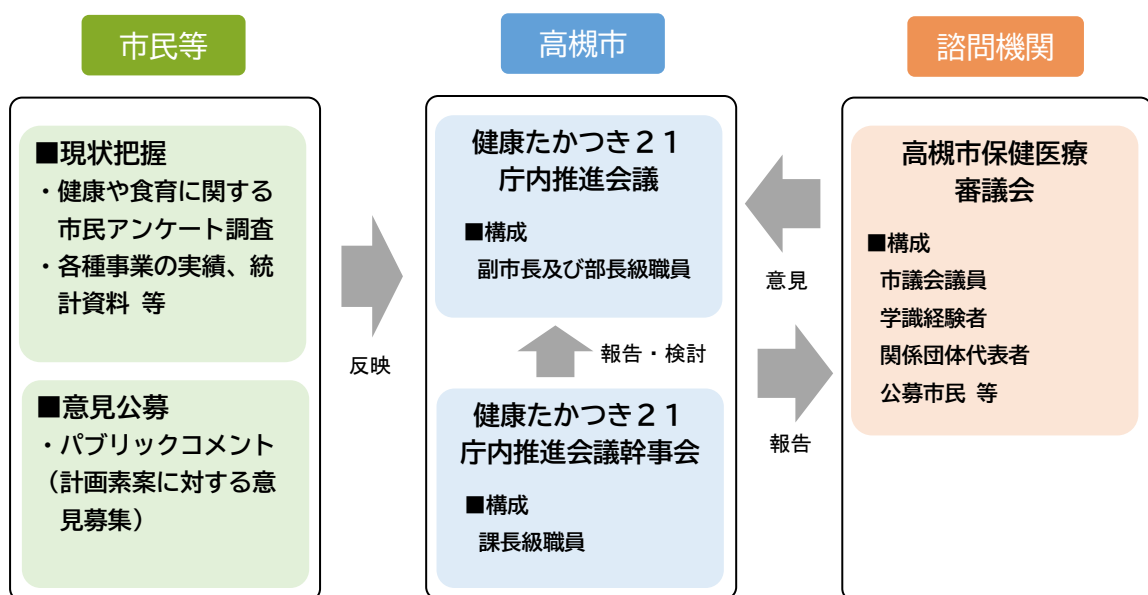 市民等
■現状把握
・健康や食育に関する
市民アンケート調査
・各種事業の実績、統
計資料 等
■意見公募
・パブリックコメント
（計画素案に対する意
見募集）
反映
高槻市
健康たかつき２１
庁内推進会議
■構成
副市長及び部長級職員
報告・検討
健康たかつき２１
庁内推進会議幹事会
■構成
課長級職員
意見
報告
諮問機関
高槻市保健医療
審議会
■構成
市議会議員
学識経験者
関係団体代表者
公募市民 等